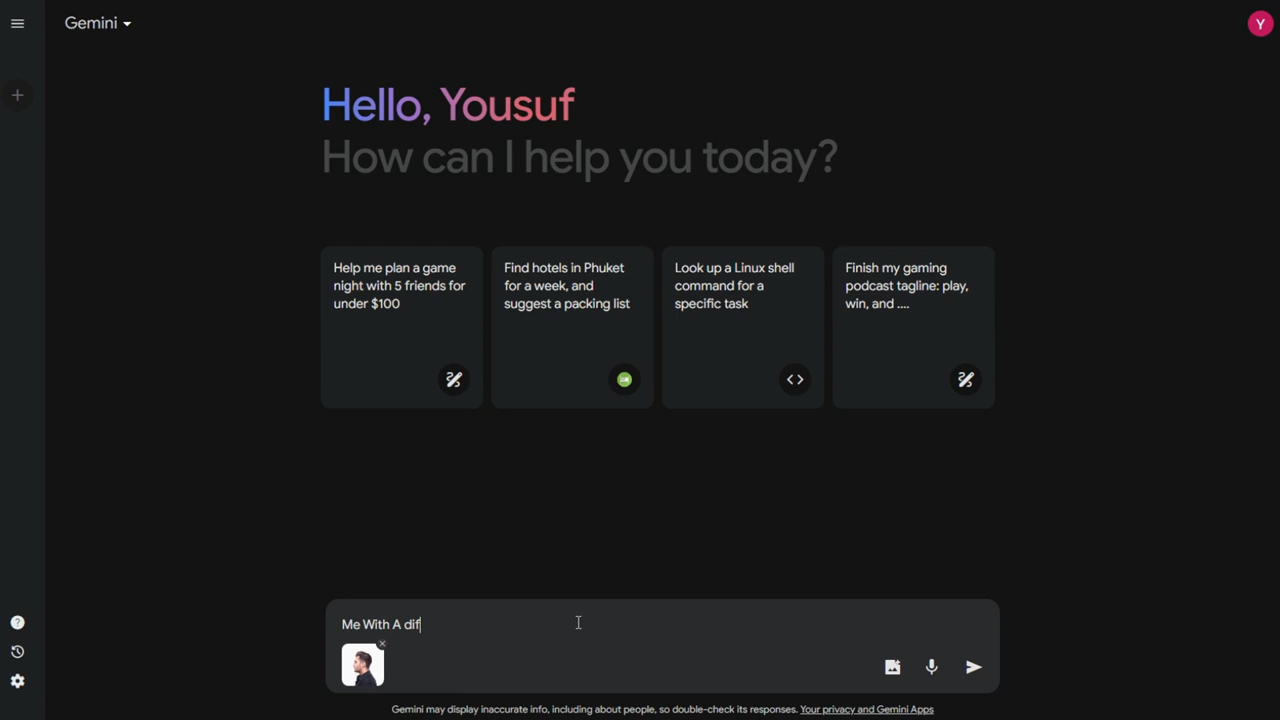 Gemini
Y
Hello, Yousuf
How can I help you today?
Help me plan a game
night with 5 friends for
under $100
Find hotels in Phuket
for a week, and
suggest a packing list
Look up a Linux shell
command for a
specific task
Finish my gaming
podcast tagline: play,
win, and ....
Me With A dif
Gemini may display inaccurate info, including about people, so double-check its responses. Your privacy and Gemini Apps